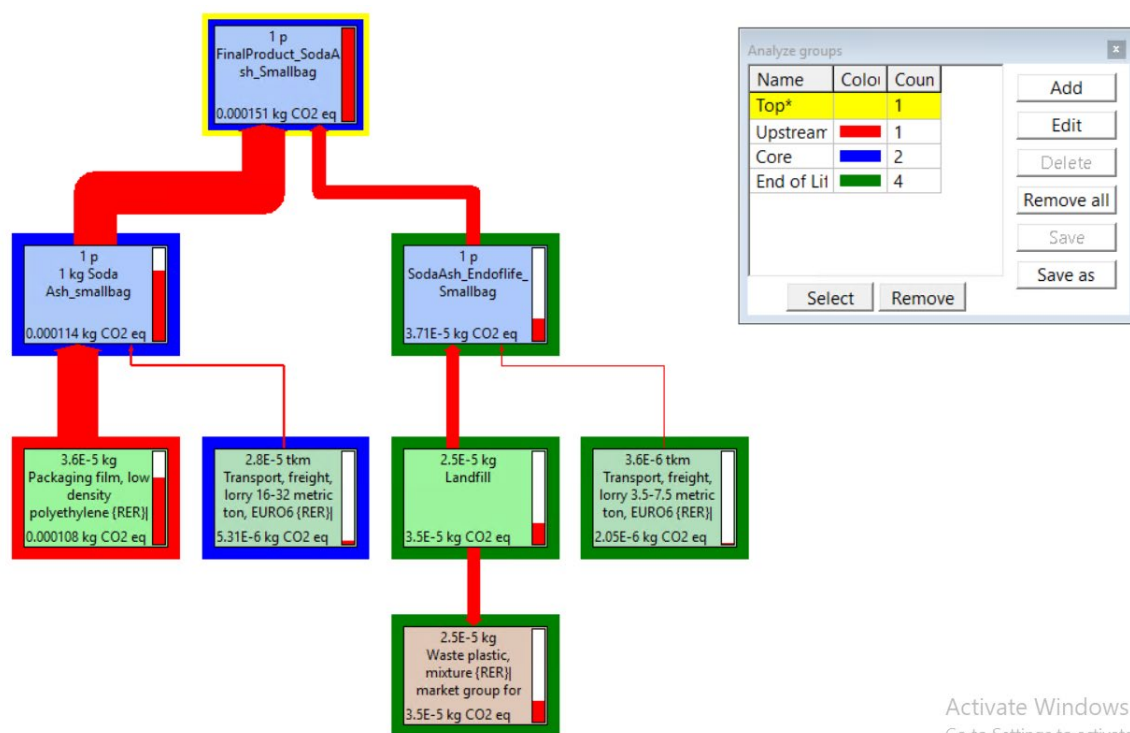 1 p
FinalProduct_SodaA
sh_Smallbag
0.000151 kg CO2 eq
Analyze groups
x
Name Colou Coun
Top* 1
Upstream 1
Core 2
End of Lif 4
Add
Edit
Delete
Remove all
Save
Save as
Select Remove
1 p
1 kg Soda
Ash_smallbag
0.000114 kg CO2 eq
1 p
SodaAsh_Endoflife_
Smallbag
3.71E-5 kg CO2 eq
3.6E-5 kg
Packaging film, low
density
polyethylene {RER}|
0.000108 kg CO2 eq
2.8E-5 tkm
Transport, freight,
lorry 16-32 metric
ton, EURO6 {RER}|
5.31E-6 kg CO2 eq
2.5E-5 kg
Landfill
3.5E-5 kg CO2 eq
3.6E-6 tkm
Transport, freight,
lorry 3.5-7.5 metric
ton, EURO6 {RER}|
2.05E-6 kg CO2 eq
2.5E-5 kg
Waste plastic,
mixture {RER}|
market group for
3.5E-5 kg CO2 eq
Activate Windows
Go to Settings to activate